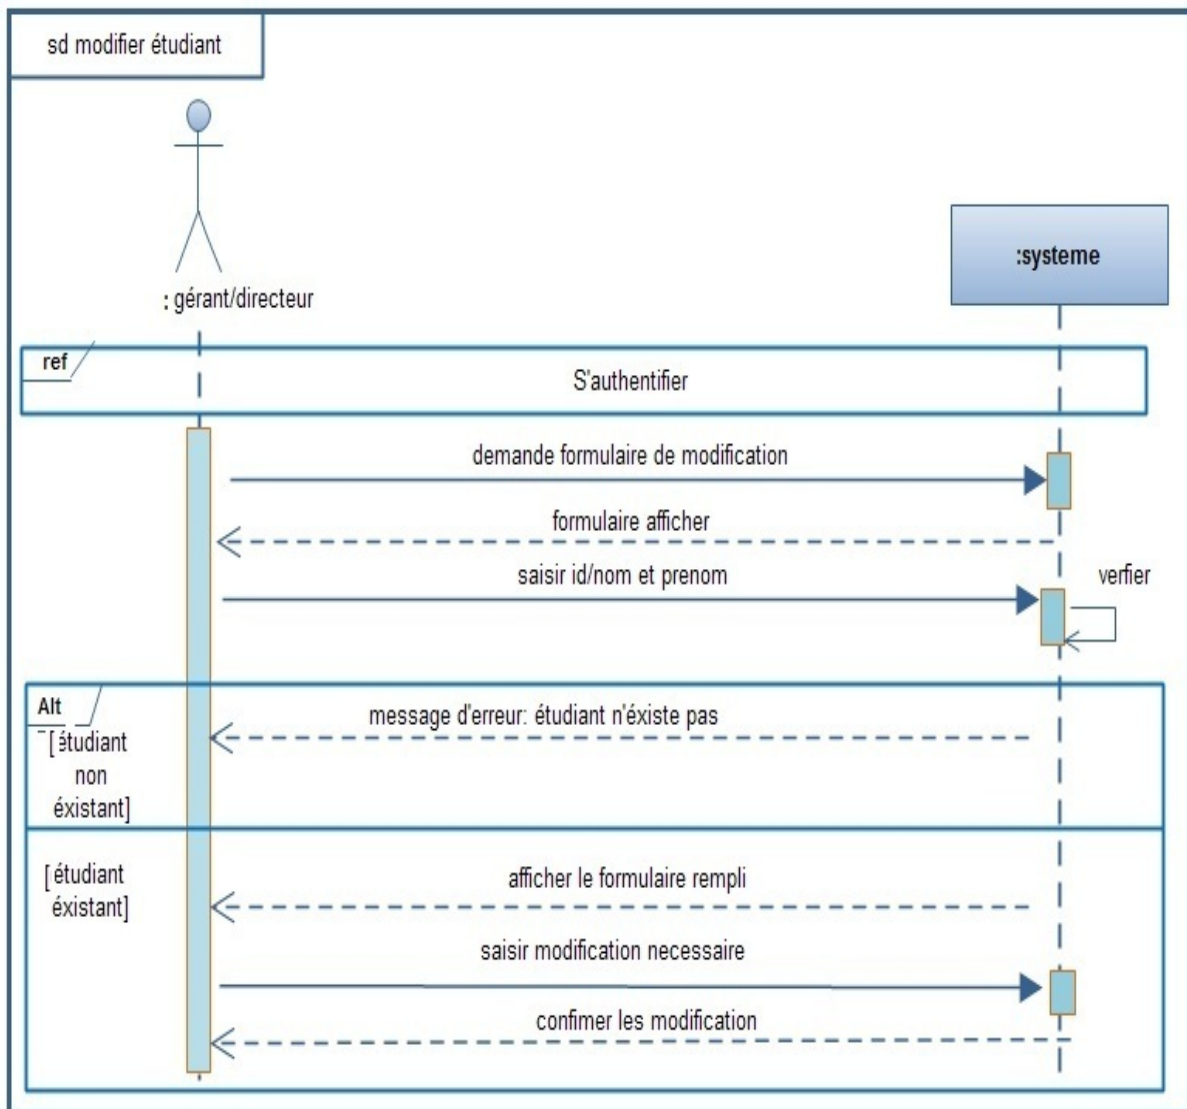 sd modifier étudiant
:systeme
: gérant/directeur
ref
S'authentifier
demande formulaire de modification
formulaire afficher
saisir id/nom et prenom
verfier
Alt
message d'erreur: étudiant n'éxiste pas
[étudiant
non
éxistant]
[étudiant
éxistant]
afficher le formulaire rempli
saisir modification necessaire
confimer les modification